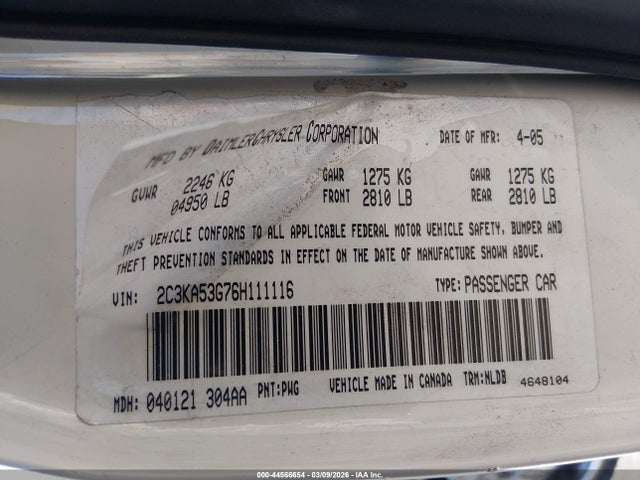 MFD BY DAIMLERCHRYSLER CORPORATION DATE OF MFR: 4-05
GVWR 2246 KG 04950 LB GAWR FRONT 1275 KG 2810 LB GAWR REAR 1275 KG 2810 LB
THIS VEHICLE CONFORMS TO ALL APPLICABLE FEDERAL MOTOR VEHICLE SAFETY, BUMPER AND
THEFT PREVENTION STANDARDS IN EFFECT ON THE DATE OF MANUFACTURE SHOWN ABOVE.
VIN: 2C3KA53G76H111116 TYPE: PASSENGER CAR
MDH: 040121 304AA PNT: PWG VEHICLE MADE IN CANADA TRM: NLDB 4648104
000-44566654 | 03/09/2026 - IAA Inc.